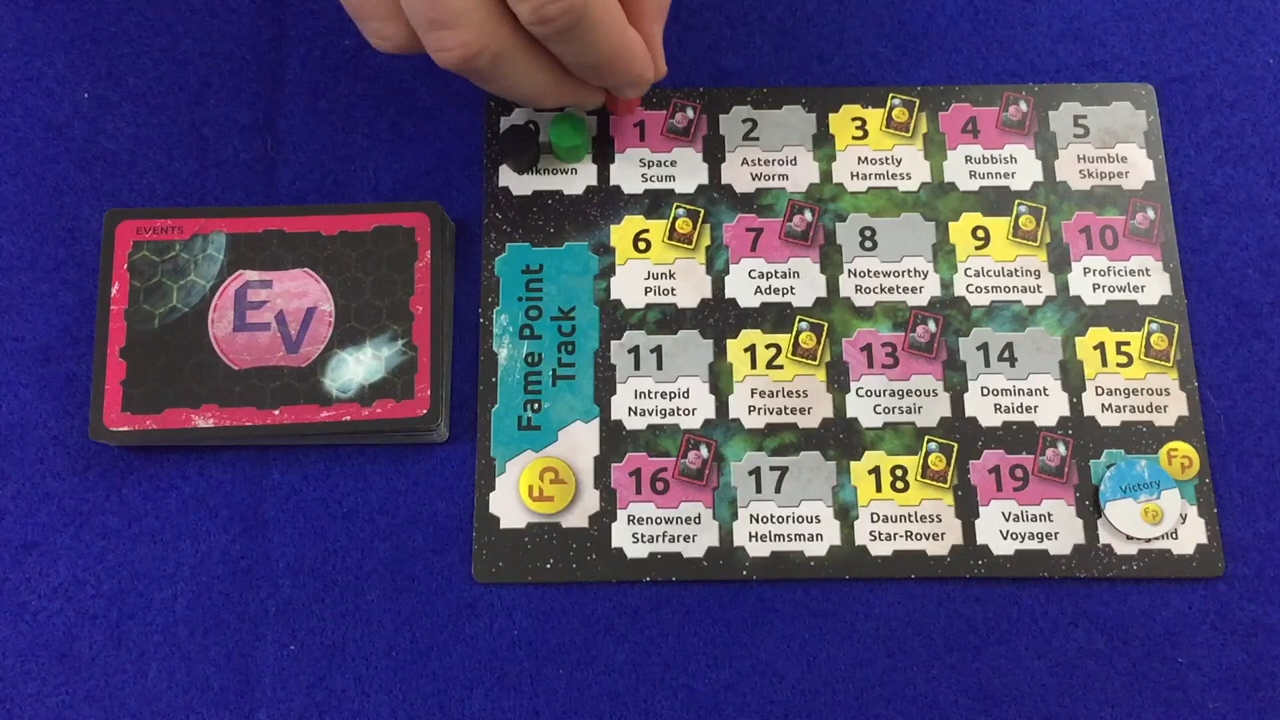 EVENTS
EV
Unknown
1
Space
Scum
2
Asteroid
Worm
3
Mostly
Harmless
4
Rubbish
Runner
5
Humble
Skipper
Fame Point
Track
FP
6
Junk
Pilot
7
Captain
Adept
8
Noteworthy
Rocketeer
9
Calculating
Cosmonaut
10
Proficient
Prowler
11
Intrepid
Navigator
12
Fearless
Privateer
13
Courageous
Corsair
14
Dominant
Raider
15
Dangerous
Marauder
16
Renowned
Starfarer
17
Notorious
Helmsman
18
Dauntless
Star-Rover
19
Valiant
Voyager
FP
Victory
FP